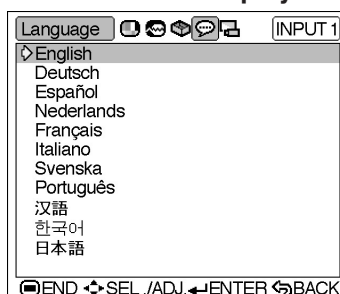 Language INPUT 1
English
Deutsch
Español
Nederlands
Français
Italiano
Svenska
Português
汉語
한국어
日本語
END SEL./ADJ. ENTER BACK